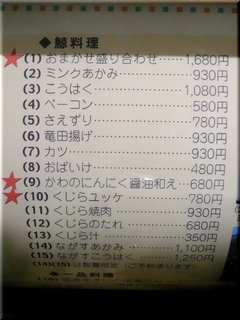 ◆鯨料理
(1) おまかせ盛り合わせ……1,680円
(2) ミンクあかみ…………930円
(3) こうはく…………1,080円
(4) ベーコン…………580円
(5) さえずり…………780円
(6) 竜田揚げ…………930円
(7) カツ…………930円
(8) おばいけ…………480円
(9) かわのにんにく醤油和え…680円
(10) くじらユッケ…………780円
(11) くじら焼肉…………930円
(12) くじらのたれ…………680円
(13) くじら汁…………350円
(14) ながすあかみ………1,100円
(15) ながすこうはく………1,250円
(14)(15)は数量限定
◆一品料理